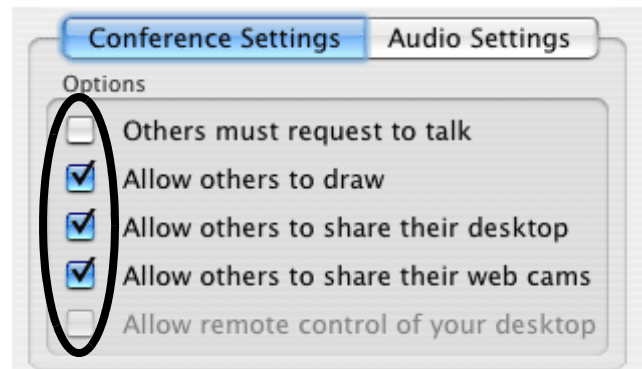 Conference Settings Audio Settings
Options
Others must request to talk
Allow others to draw
Allow others to share their desktop
Allow others to share their web cams
Allow remote control of your desktop